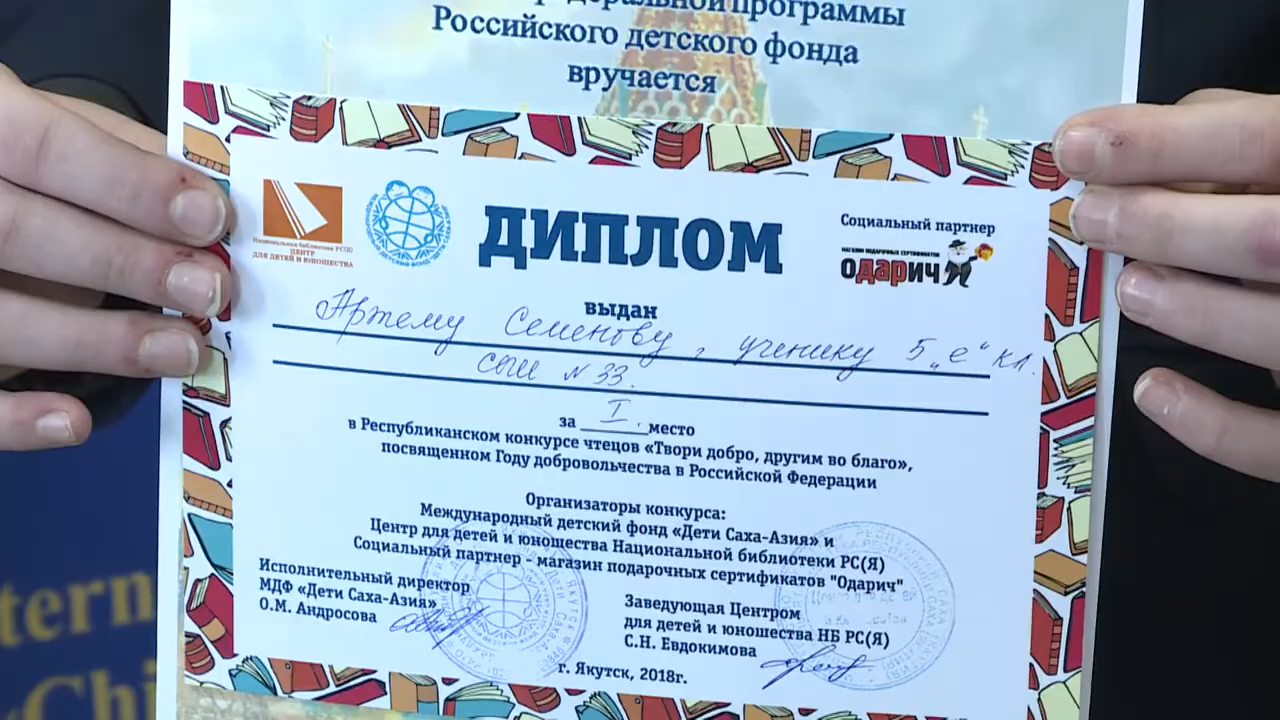 федеральной программы
Российского детского фонда
вручается
Национальная библиотека РС(Я)
ЦЕНТР
ДЛЯ ДЕТЕЙ И ЮНОШЕСТВА
ДИПЛОМ
Социальный партнер
МАГАЗИН ПОДАРОЧНЫХ СЕРТИФИКАТОВ
ОДАРИЧ
выдан
Артему Семенову, ученику 5 „е“ кл.
СОШ № 33.
за I. место
в Республиканском конкурсе чтецов «Твори добро, другим во благо»,
посвященном Году добровольчества в Российской Федерации
Организаторы конкурса:
Международный детский фонд «Дети Саха-Азия» и
Центр для детей и юношества Национальной библиотеки РС(Я)
Социальный партнер - магазин подарочных сертификатов "Одарич"
Исполнительный директор
МДФ «Дети Саха-Азия»
О.М. Андросова
Заведующая Центром
для детей и юношества НБ РС(Я)
С.Н. Евдокимова
г. Якутск, 2018г.
tern
"Chi